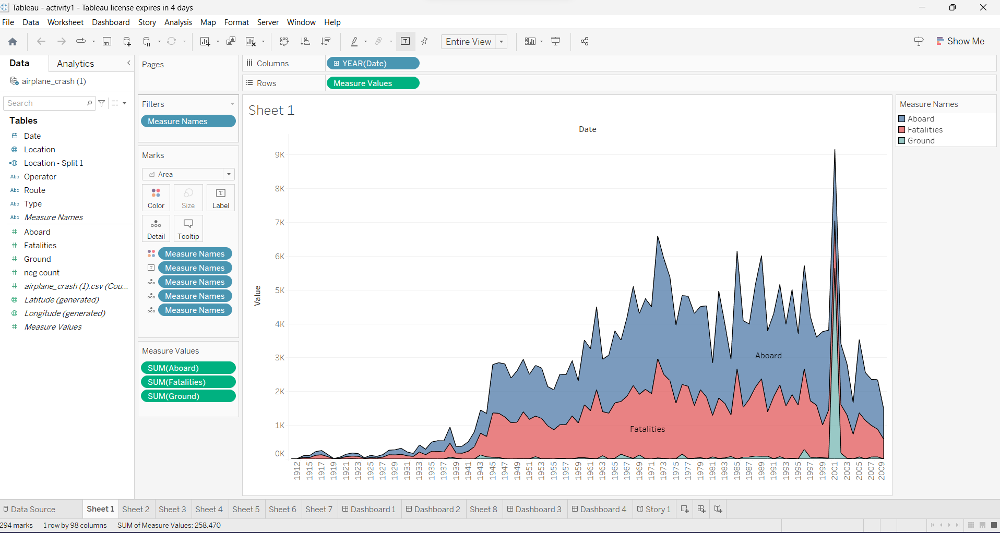 Tableau - activity1 - Tableau license expires in 4 days
File Data Worksheet Dashboard Story Analysis Map Format Server Window Help
Entire View
Show Me
Data Analytics
airplane_crash (1)
Search
Tables
Date
Location
Location - Split 1
Abc Operator
Abc Route
Abc Type
Abc Measure Names
Aboard
Fatalities
Ground
neg count
airplane_crash (1).csv (Cou...
Latitude (generated)
Longitude (generated)
Measure Values
Pages
Filters
Measure Names
Marks
Area
Color Size Label
Detail Tooltip
Measure Names
Measure Names
Measure Names
Measure Names
Measure Names
Measure Values
SUM(Aboard)
SUM(Fatalities)
SUM(Ground)
Columns YEAR(Date)
Rows Measure Values
Sheet 1
Date
Value
9K
8K
7K
6K
5K
4K
3K
2K
1K
0K
Aboard
Fatalities
1912 1915 1917 1919 1921 1923 1925 1927 1929 1931 1933 1935 1937 1939 1941 1943 1945 1947 1949 1951 1953 1955 1957 1959 1961 1963 1965 1967 1969 1971 1973 1975 1977 1979 1981 1983 1985 1987 1989 1991 1993 1995 1997 1999 2001 2003 2005 2007 2009
Measure Names
Aboard
Fatalities
Ground
Data Source Sheet 1 Sheet 2 Sheet 3 Sheet 4 Sheet 5 Sheet 6 Sheet 7 Dashboard 1 Dashboard 2 Sheet 8 Dashboard 3 Dashboard 4 Story 1
294 marks 1 row by 98 columns SUM of Measure Values: 258,470